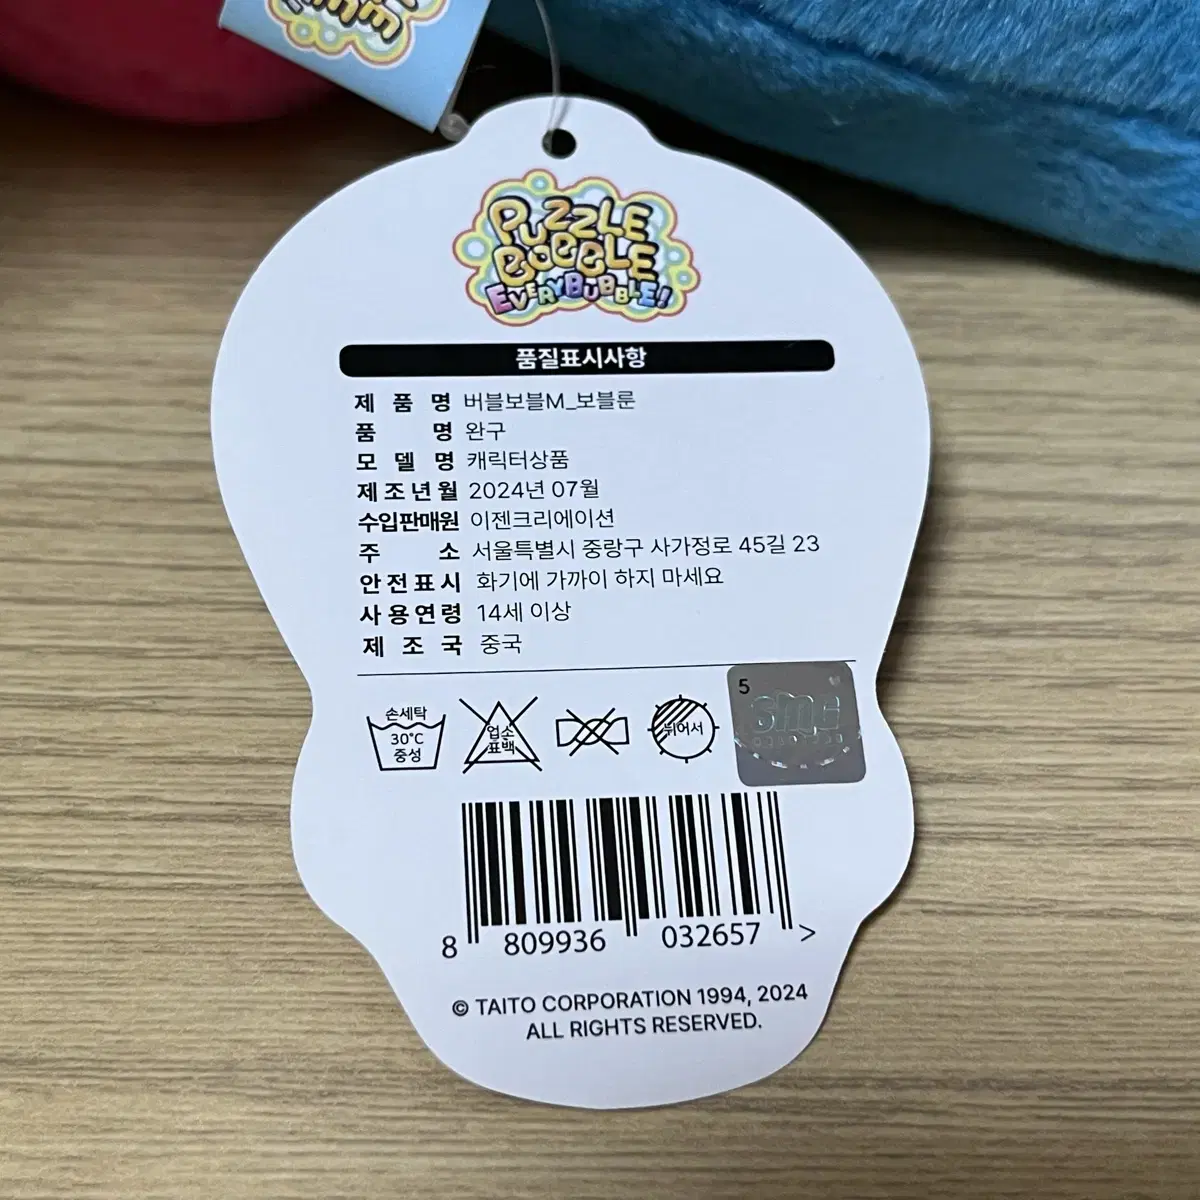 PUZZLE
BOBBLE
EVERYBUBBLE!
품질표시사항
제 품 명 버블보블M_보블룬
품 명 완구
모 델 명 캐릭터상품
제조년월 2024년 07월
수입판매원 이젠크리에이션
주 소 서울특별시 중랑구 사가정로 45길 23
안전표시 화기에 가까이 하지 마세요
사용연령 14세 이상
제 조 국 중국
손세탁
30°C
중성
염소
표백
뉘어서
5
SMG
8 809936 032657 >
© TAITO CORPORATION 1994, 2024
ALL RIGHTS RESERVED.